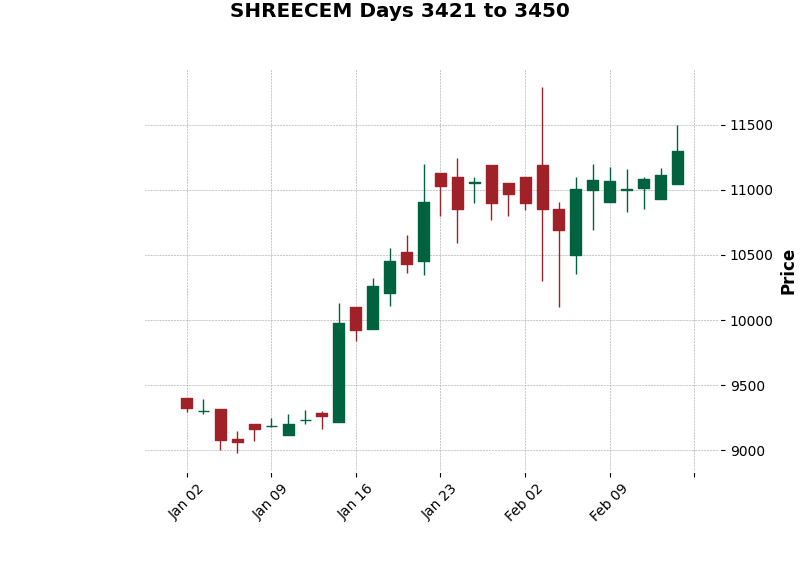 SHREECEM Days 3421 to 3450
11500
11000
10500
10000
9500
9000
Price
Jan 02
Jan 09
Jan 16
Jan 23
Feb 02
Feb 09